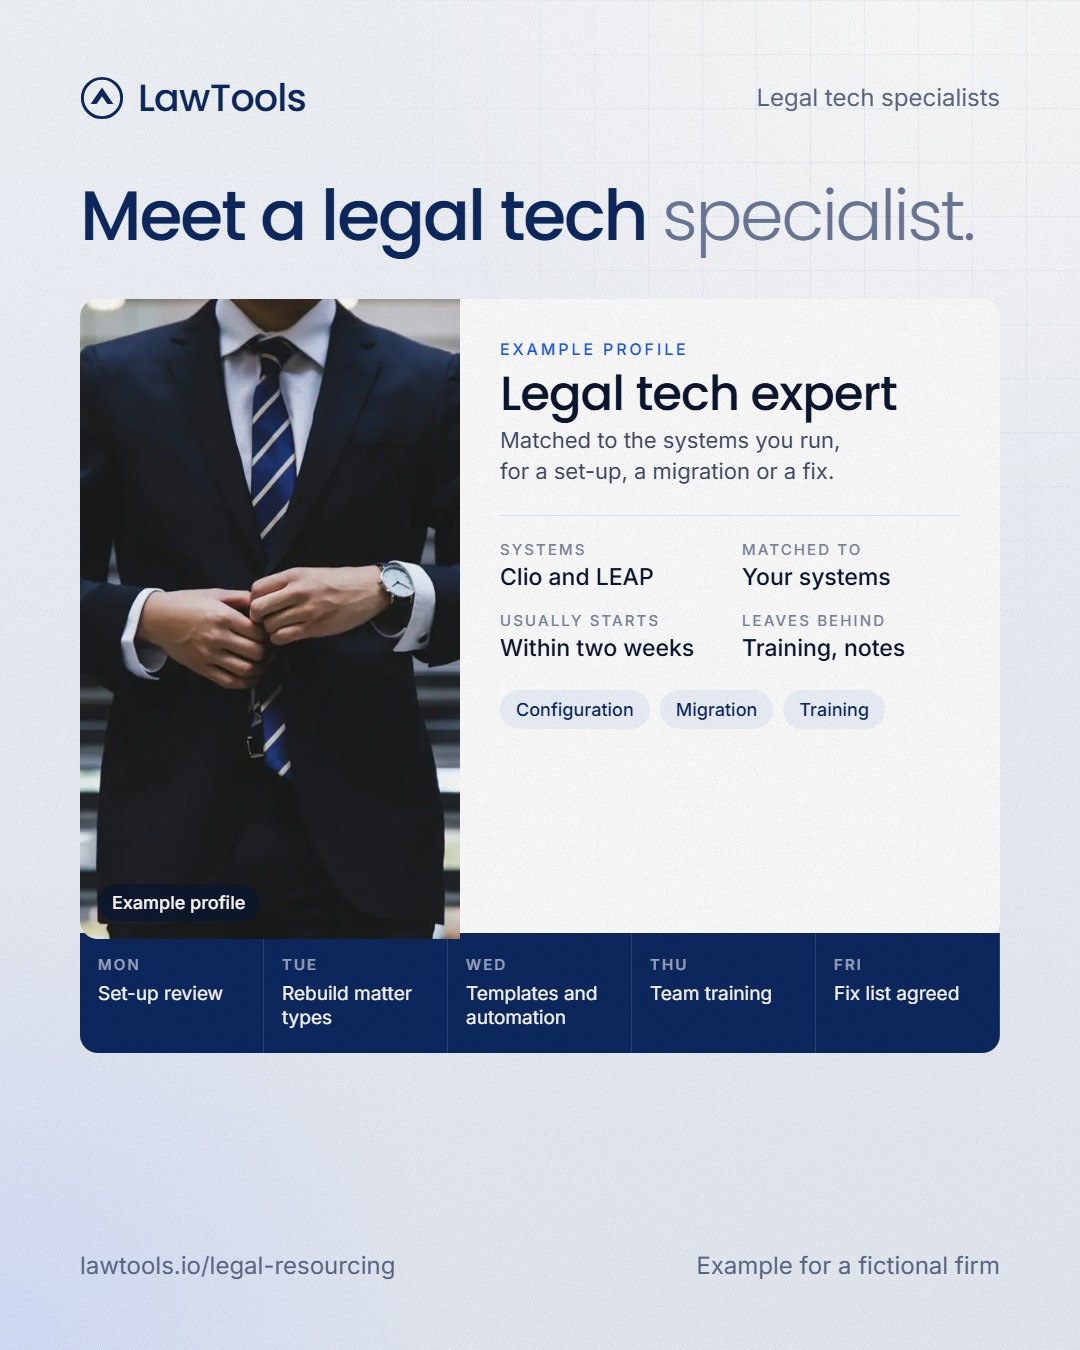 LawTools
Legal tech specialists
Meet a legal tech specialist.
EXAMPLE PROFILE
Legal tech expert
Matched to the systems you run,
for a set-up, a migration or a fix.
SYSTEMS
Clio and LEAP
MATCHED TO
Your systems
USUALLY STARTS
Within two weeks
LEAVES BEHIND
Training, notes
Configuration
Migration
Training
Example profile
MON
Set-up review
TUE
Rebuild matter
types
WED
Templates and
automation
THU
Team training
FRI
Fix list agreed
lawtools.io/legal-resourcing
Example for a fictional firm